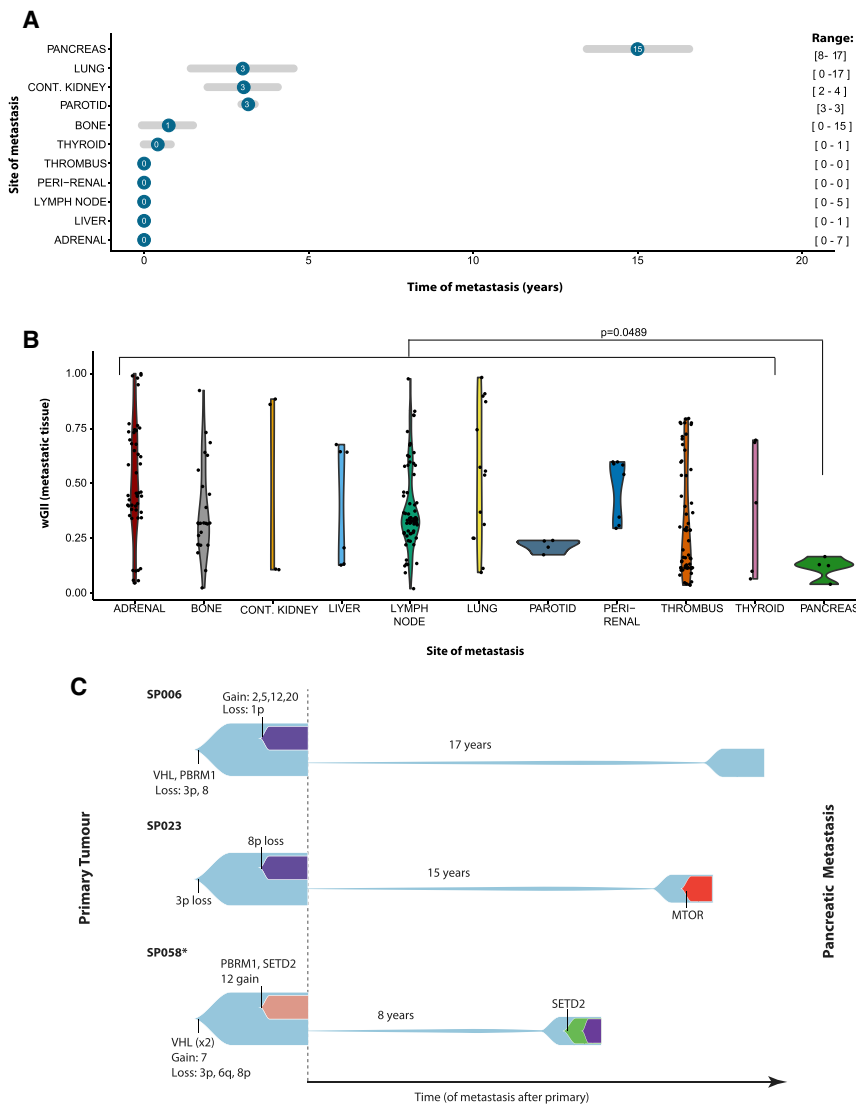 A
Range:
PANCREAS 15 [8- 17]
LUNG 3 [ 0 -17]
CONT. KIDNEY 3 [ 2 - 4 ]
PAROTID 3 [3 - 3]
BONE 1 [ 0 - 15 ]
THYROID 0 [ 0 - 1 ]
THROMBUS 0 [ 0 - 0 ]
PERI−RENAL 0 [ 0 - 0 ]
LYMPH NODE 0 [ 0 - 5 ]
LIVER 0 [ 0 - 1 ]
ADRENAL 0 [ 0 - 7 ]
Site of metastasis
0 5 10 15 20
Time of metastasis (years)
B
p=0.0489
wGII (metastatic tissue)
1.00
0.75
0.50
0.25
0.00
ADRENAL BONE CONT. KIDNEY LIVER LYMPH NODE LUNG PAROTID PERI− RENAL THROMBUS THYROID PANCREAS
Site of metastasis
C
SP006
Gain: 2,5,12,20
Loss: 1p
17 years
VHL, PBRM1
Loss: 3p, 8
SP023
8p loss
15 years
3p loss
MTOR
SP058*
PBRM1, SETD2
12 gain
SETD2
8 years
VHL (x2)
Gain: 7
Loss: 3p, 6q, 8p
Primary Tumour
Pancreatic Metastasis
Time (of metastasis after primary)